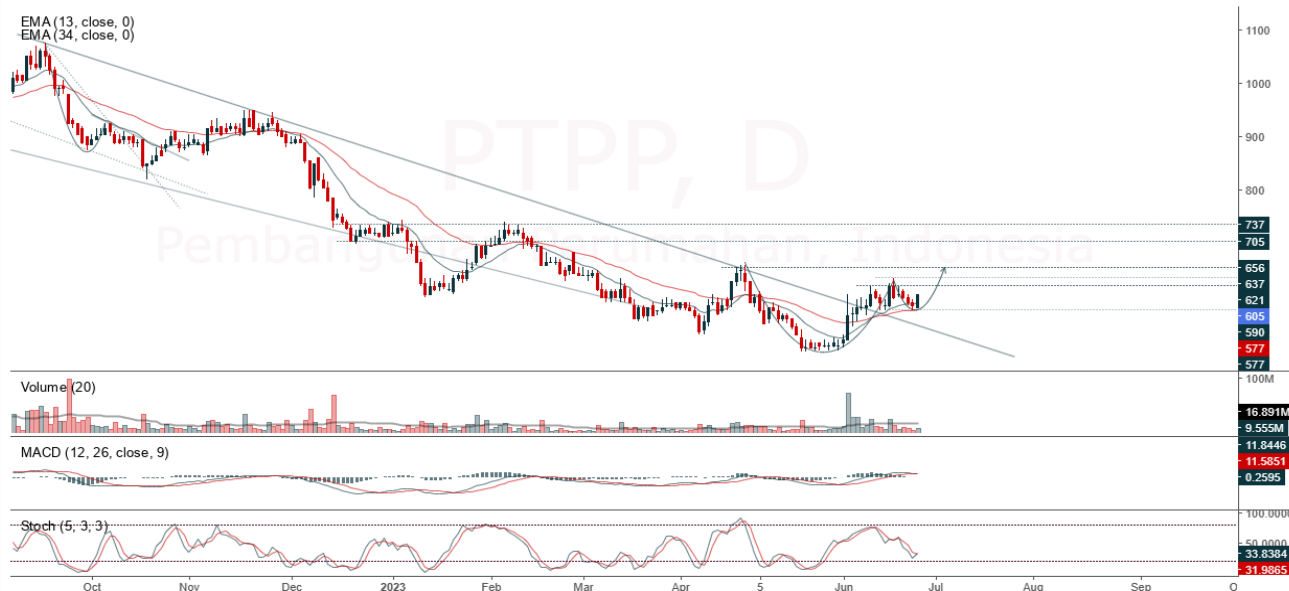 EMA (13, close, 0)
EMA (34, close, 0)
PTPP, D
Pembangunan Perumahan, Indonesia
1100
1000
900
800
737
705
656
637
621
605
590
577
577
Volume (20)
100M
16.891M
9.555M
MACD (12, 26, close, 9)
11.8446
11.5851
0.2595
Stoch (5, 3, 3)
100.0000
50.0000
33.8384
31.9865
Oct
Nov
Dec
2023
Feb
Mar
Apr
5
Jun
Jul
Aug
Sep
O